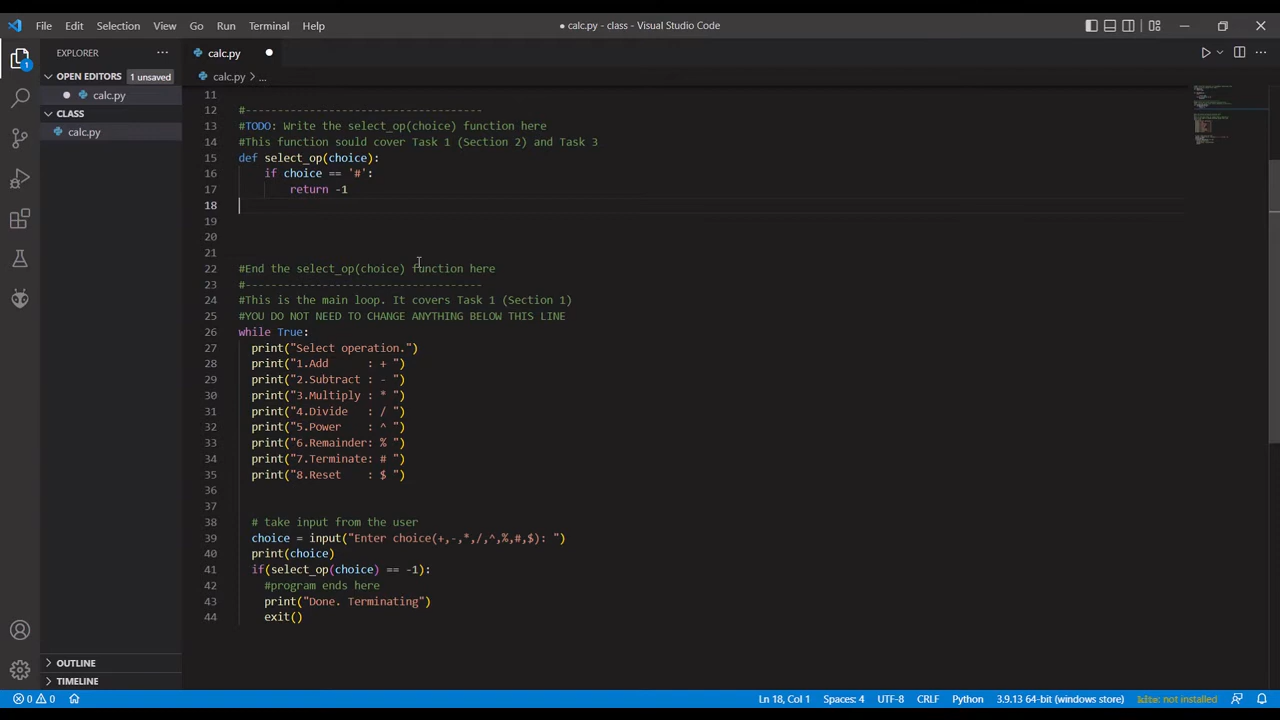 File Edit Selection View Go Run Terminal Help
● calc.py - class - Visual Studio Code
EXPLORER
OPEN EDITORS 1 unsaved
calc.py
CLASS
calc.py
OUTLINE
TIMELINE
calc.py
calc.py > ...
11
12 #-------------------------------------
13 #TODO: Write the select_op(choice) function here
14 #This function sould cover Task 1 (Section 2) and Task 3
15 def select_op(choice):
16 if choice == '#':
17 return -1
18
19
20
21
22 #End the select_op(choice) function here
23 #-------------------------------------
24 #This is the main loop. It covers Task 1 (Section 1)
25 #YOU DO NOT NEED TO CHANGE ANYTHING BELOW THIS LINE
26 while True:
27 print("Select operation.")
28 print("1.Add      : + ")
29 print("2.Subtract : - ")
30 print("3.Multiply : * ")
31 print("4.Divide   : / ")
32 print("5.Power    : ^ ")
33 print("6.Remainder: % ")
34 print("7.Terminate: # ")
35 print("8.Reset    : $ ")
36
37
38 # take input from the user
39 choice = input("Enter choice(+,-,*,/,^,%,#,$): ")
40 print(choice)
41 if(select_op(choice) == -1):
42 #program ends here
43 print("Done. Terminating")
44 exit()
0 0 Ln 18, Col 1 Spaces: 4 UTF-8 CRLF Python 3.9.13 64-bit (windows store) kite: not installed